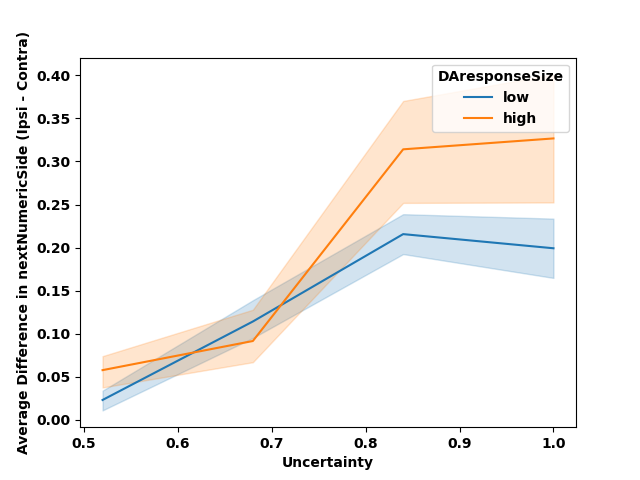 Average Difference in nextNumericSide (Ipsi - Contra)
0.40
0.35
0.30
0.25
0.20
0.15
0.10
0.05
0.00
DAresponseSize
low
high
0.5 0.6 0.7 0.8 0.9 1.0
Uncertainty